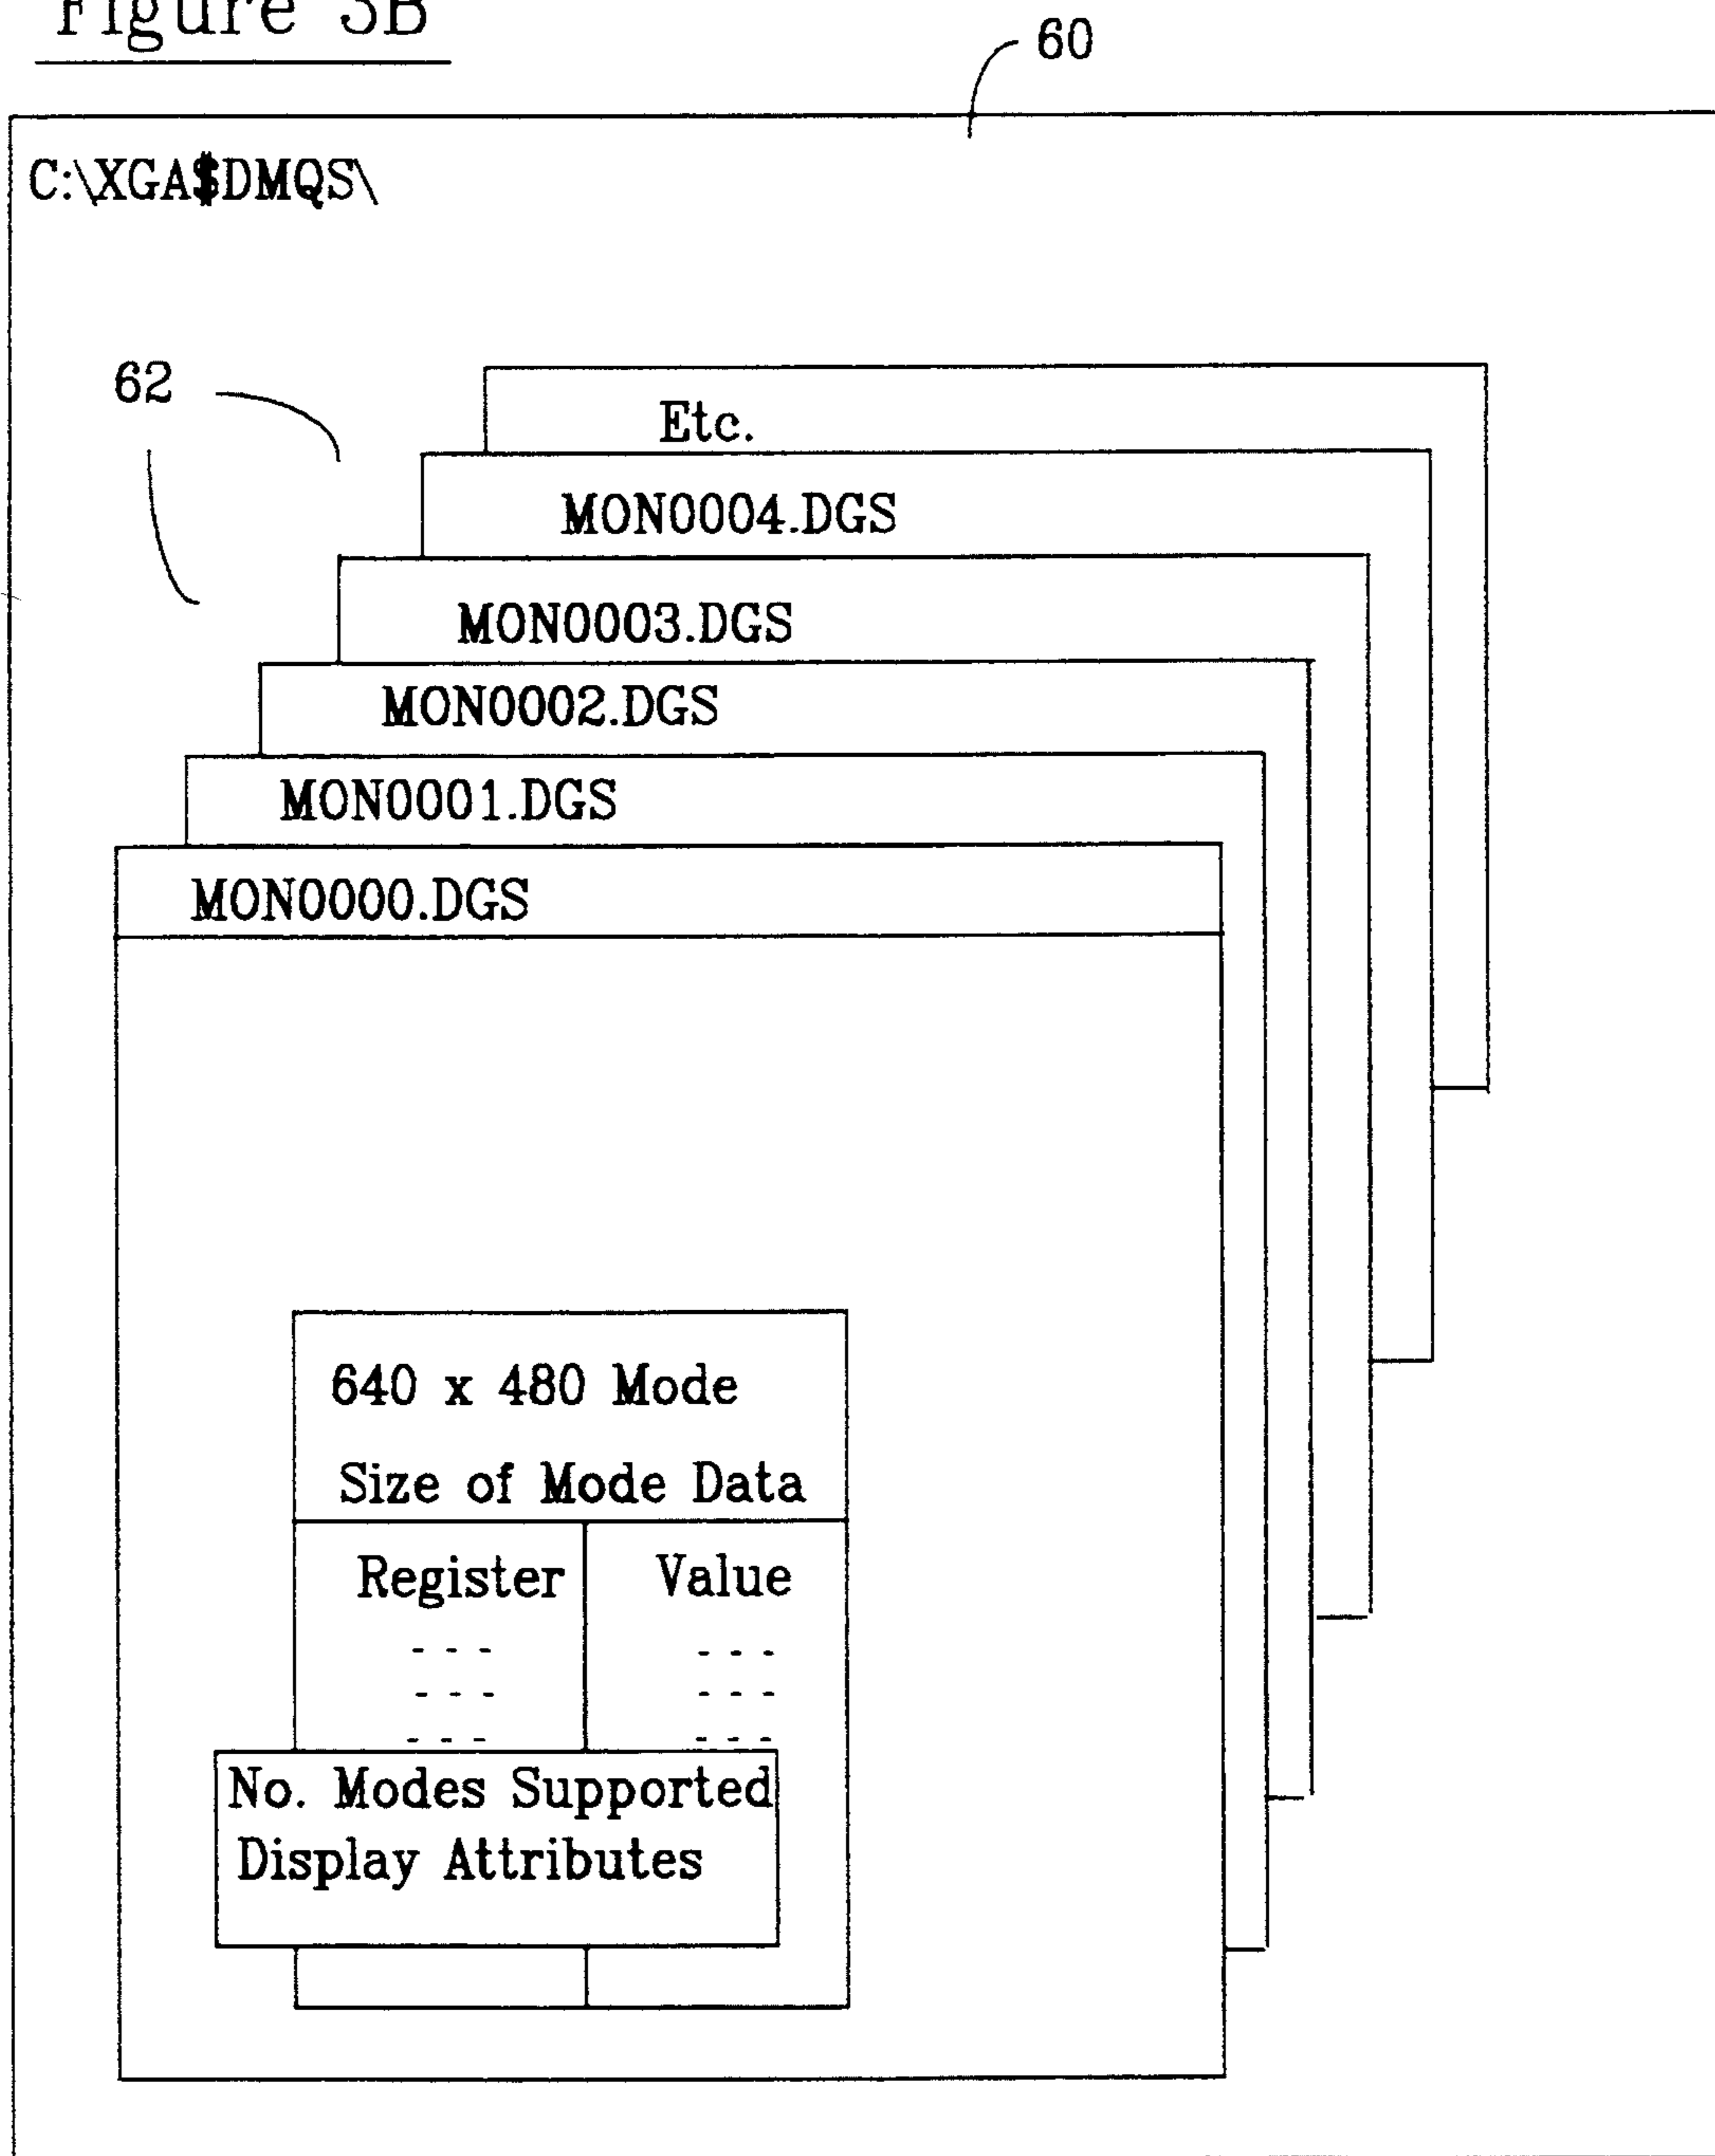 Figure 3B
60
C:\XGA$DMQS\
62
Etc.
MON0004.DGS
MON0003.DGS
MON0002.DGS
MON0001.DGS
MON0000.DGS
640 x 480 Mode
Size of Mode Data
Register Value
- - - - - -
- - - - - -
- - - - - -
No. Modes Supported
Display Attributes